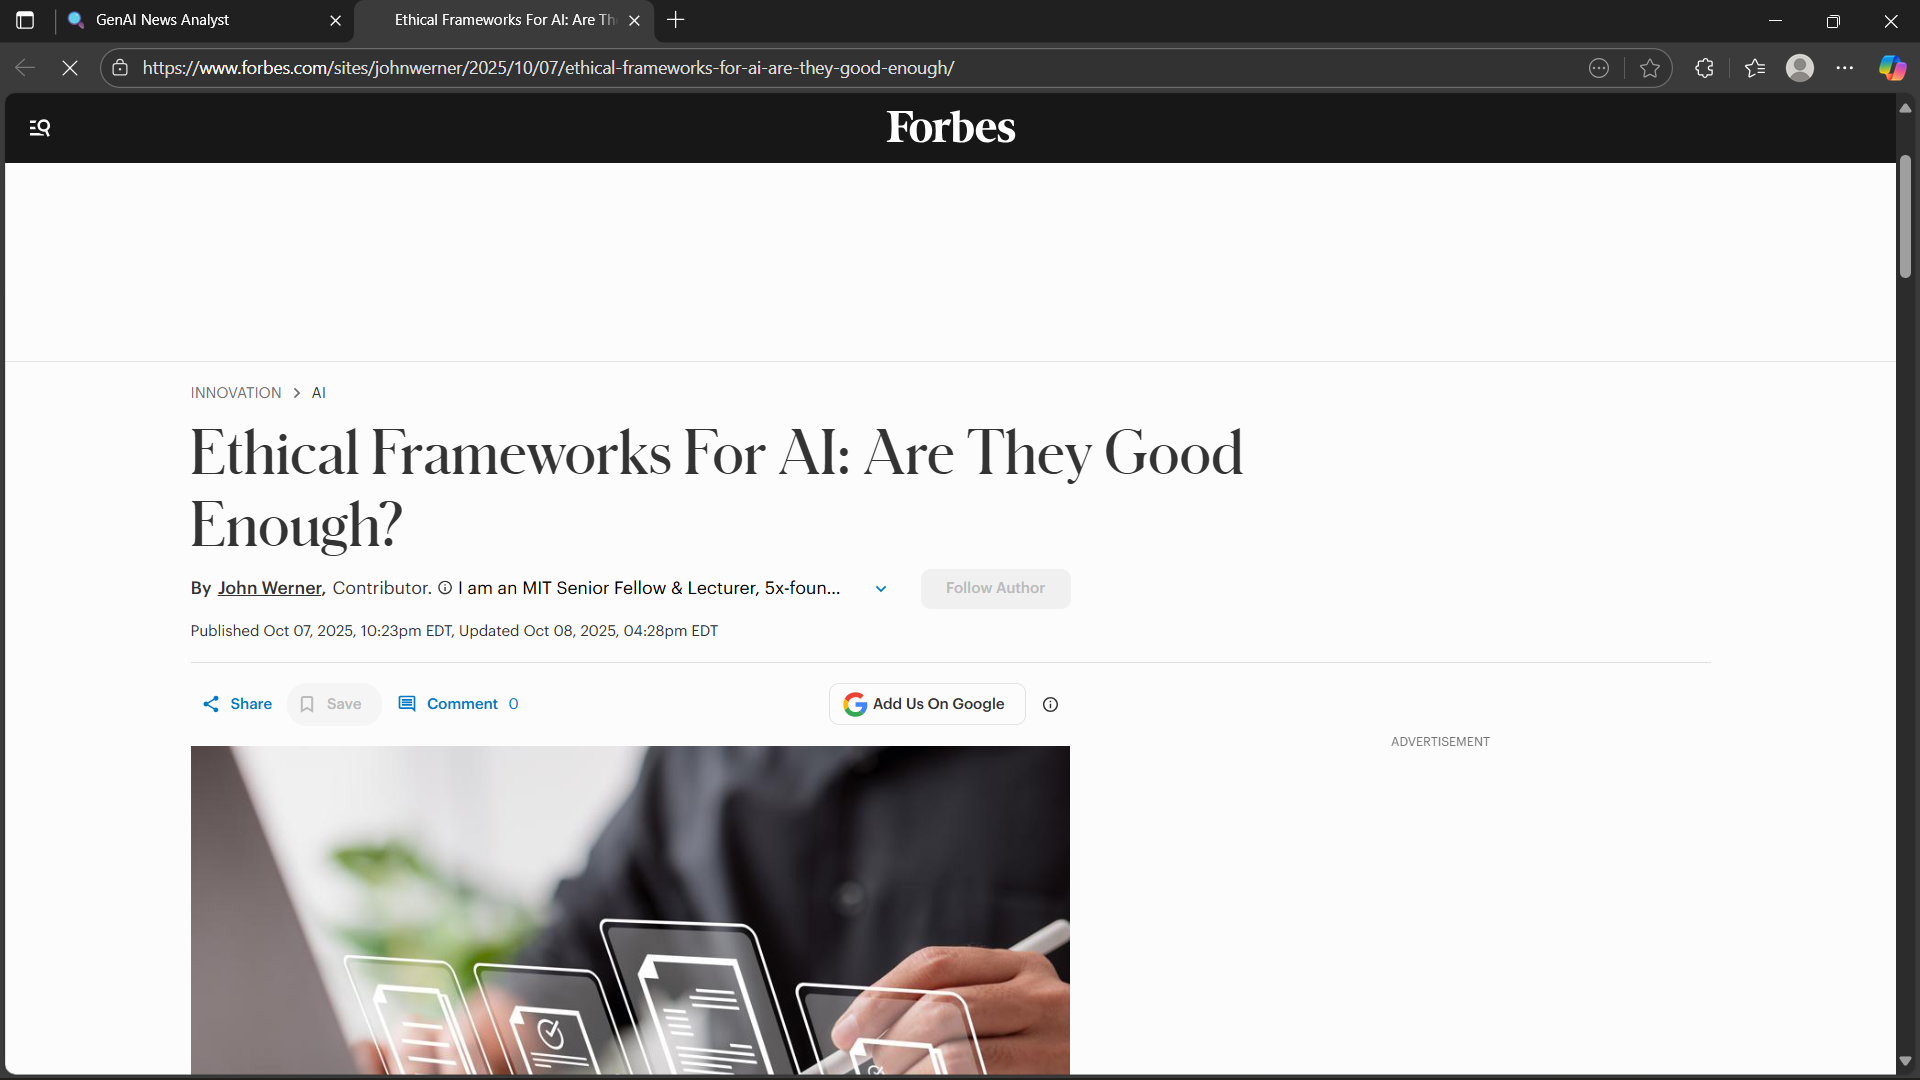 GenAI News Analyst
Ethical Frameworks For AI: Are Th
https://www.forbes.com/sites/johnwerner/2025/10/07/ethical-frameworks-for-ai-are-they-good-enough/
Forbes
INNOVATION > AI
Ethical Frameworks For AI: Are They Good
Enough?
By John Werner, Contributor. I am an MIT Senior Fellow & Lecturer, 5x-foun...
Follow Author
Published Oct 07, 2025, 10:23pm EDT, Updated Oct 08, 2025, 04:28pm EDT
Share
Save
Comment 0
Add Us On Google
ADVERTISEMENT